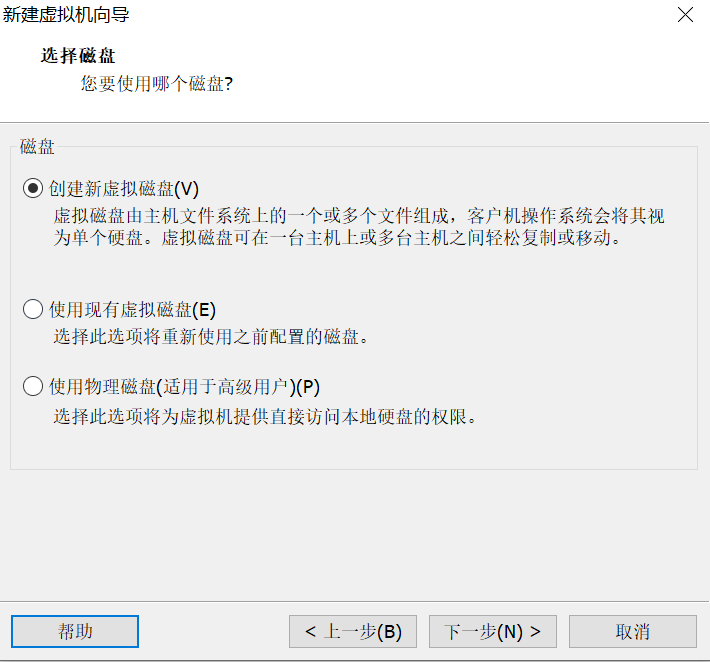 新建虚拟机向导
选择磁盘
您要使用哪个磁盘?
磁盘
创建新虚拟磁盘(V)
虚拟磁盘由主机文件系统上的一个或多个文件组成，客户机操作系统会将其视
为单个硬盘。虚拟磁盘可在一台主机上或多台主机之间轻松复制或移动。
使用现有虚拟磁盘(E)
选择此选项将重新使用之前配置的磁盘。
使用物理磁盘(适用于高级用户)(P)
选择此选项将为虚拟机提供直接访问本地硬盘的权限。
帮助
< 上一步(B)
下一步(N) >
取消